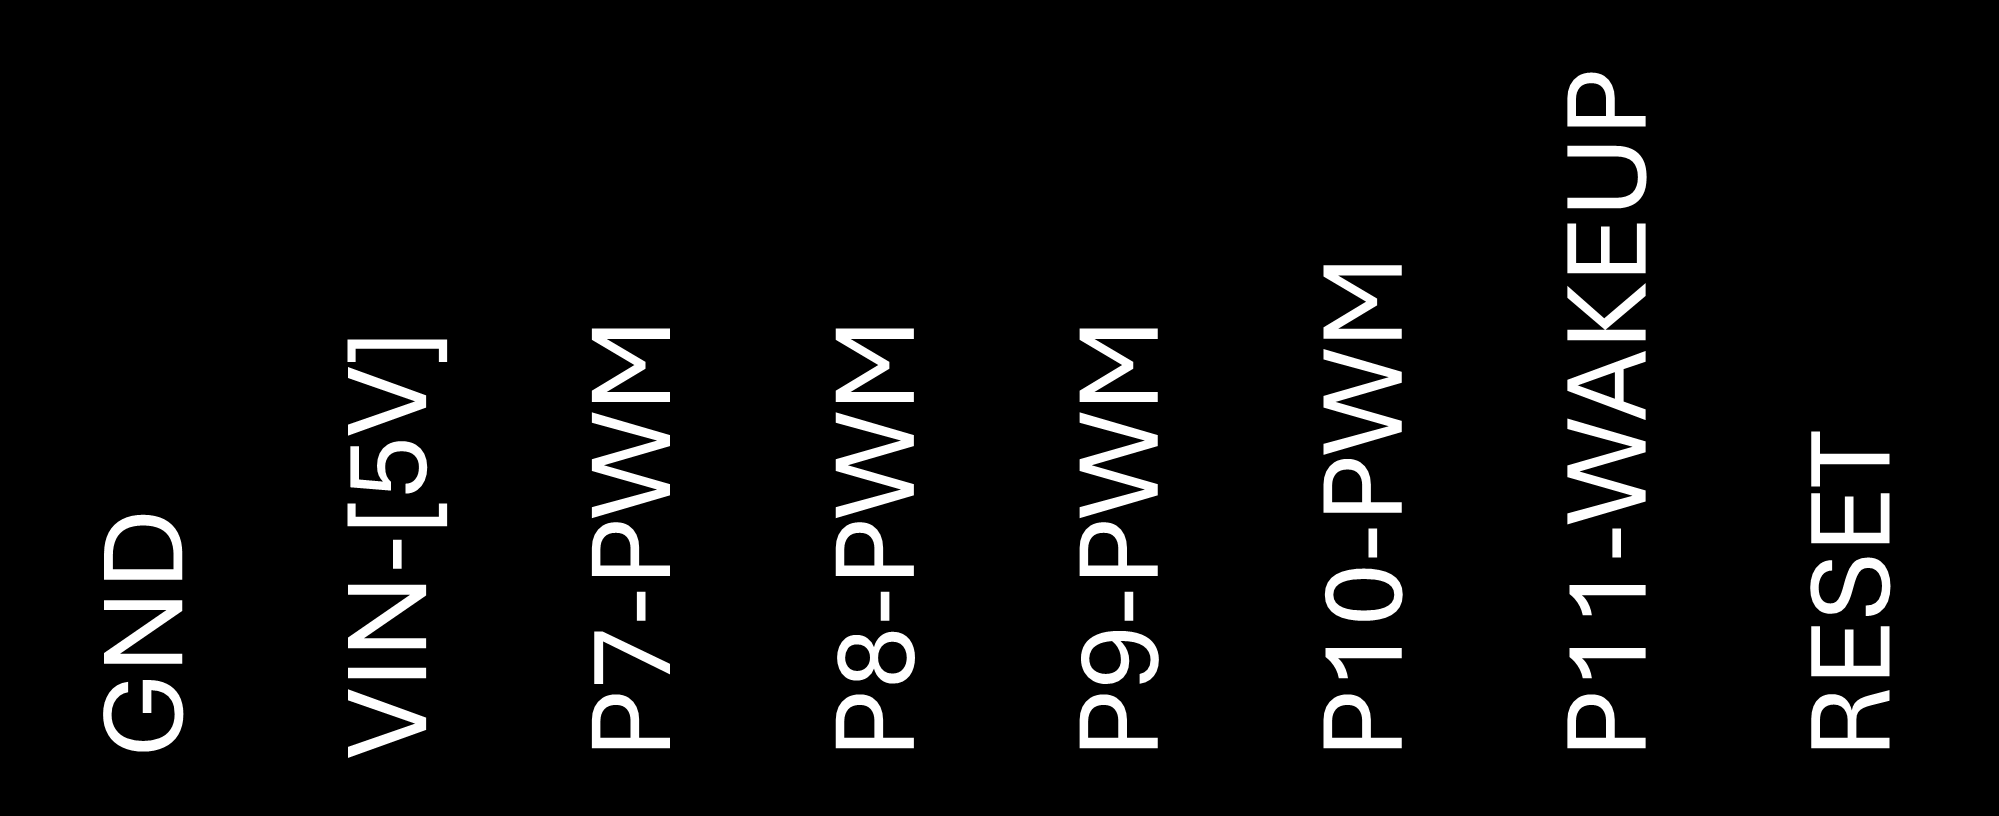 GND
VIN-[5V]
P7-PWM
P8-PWM
P9-PWM
P10-PWM
P11-WAKEUP
RESET